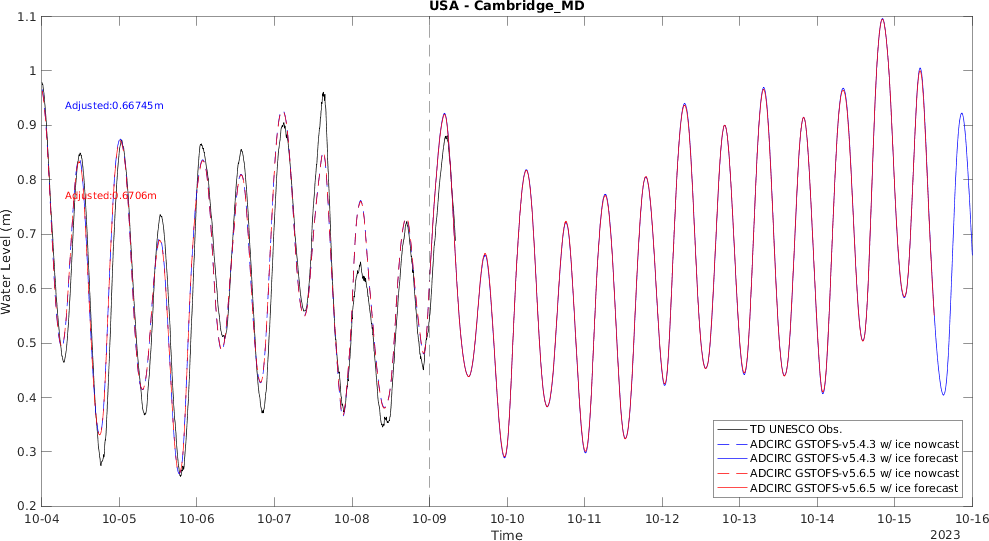 USA - Cambridge_MD
1.1
1
0.9
0.8
0.7
0.6
0.5
0.4
0.3
0.2
Water Level (m)
Adjusted:0.66745m
Adjusted:0.6706m
TD UNESCO Obs.
ADCIRC GSTOFS-v5.4.3 w/ ice nowcast
ADCIRC GSTOFS-v5.4.3 w/ ice forecast
ADCIRC GSTOFS-v5.6.5 w/ ice nowcast
ADCIRC GSTOFS-v5.6.5 w/ ice forecast
10-04 10-05 10-06 10-07 10-08 10-09 10-10 10-11 10-12 10-13 10-14 10-15 10-16
Time
2023